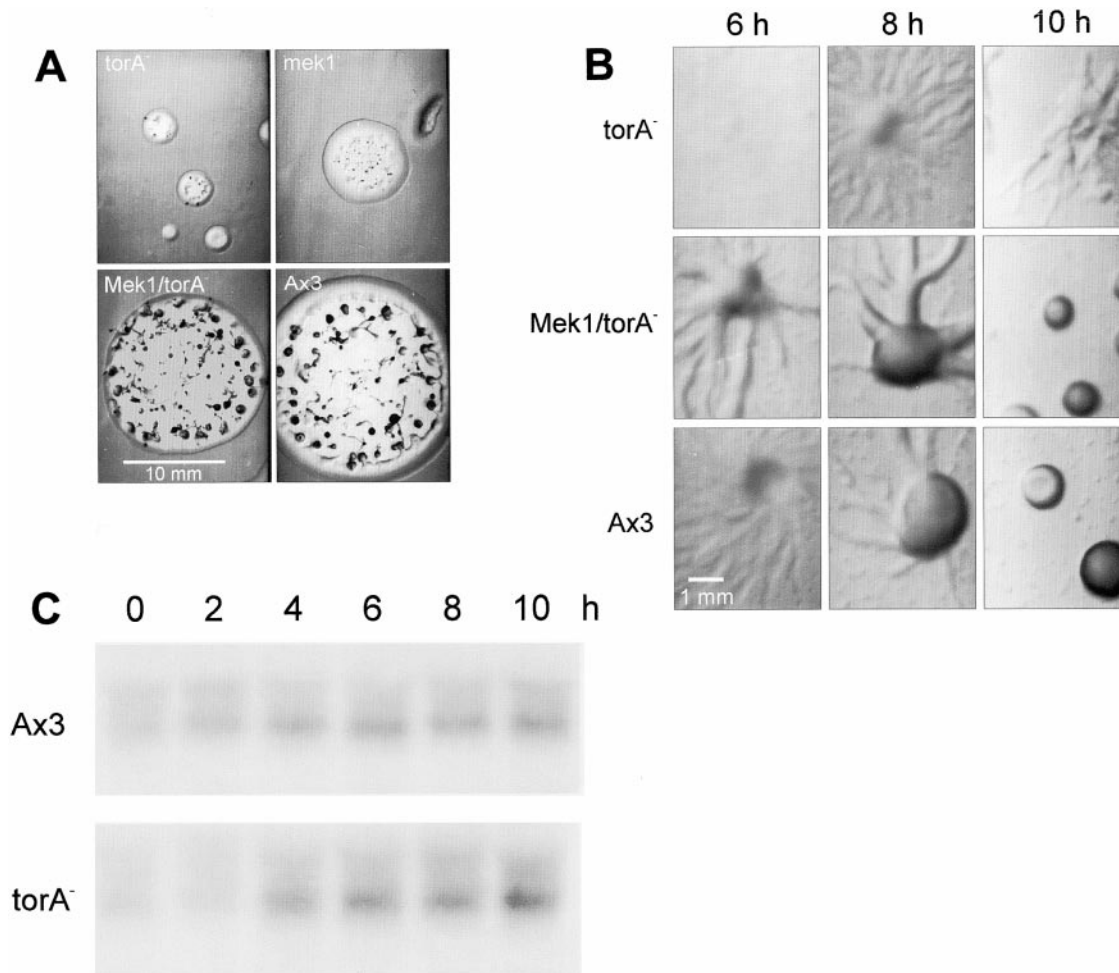 A
torA⁻
mek1⁻
Mek1/torA⁻
Ax3
10 mm
B
6 h 8 h 10 h
torA⁻
Mek1/torA⁻
Ax3
1 mm
C
0 2 4 6 8 10 h
Ax3
torA⁻